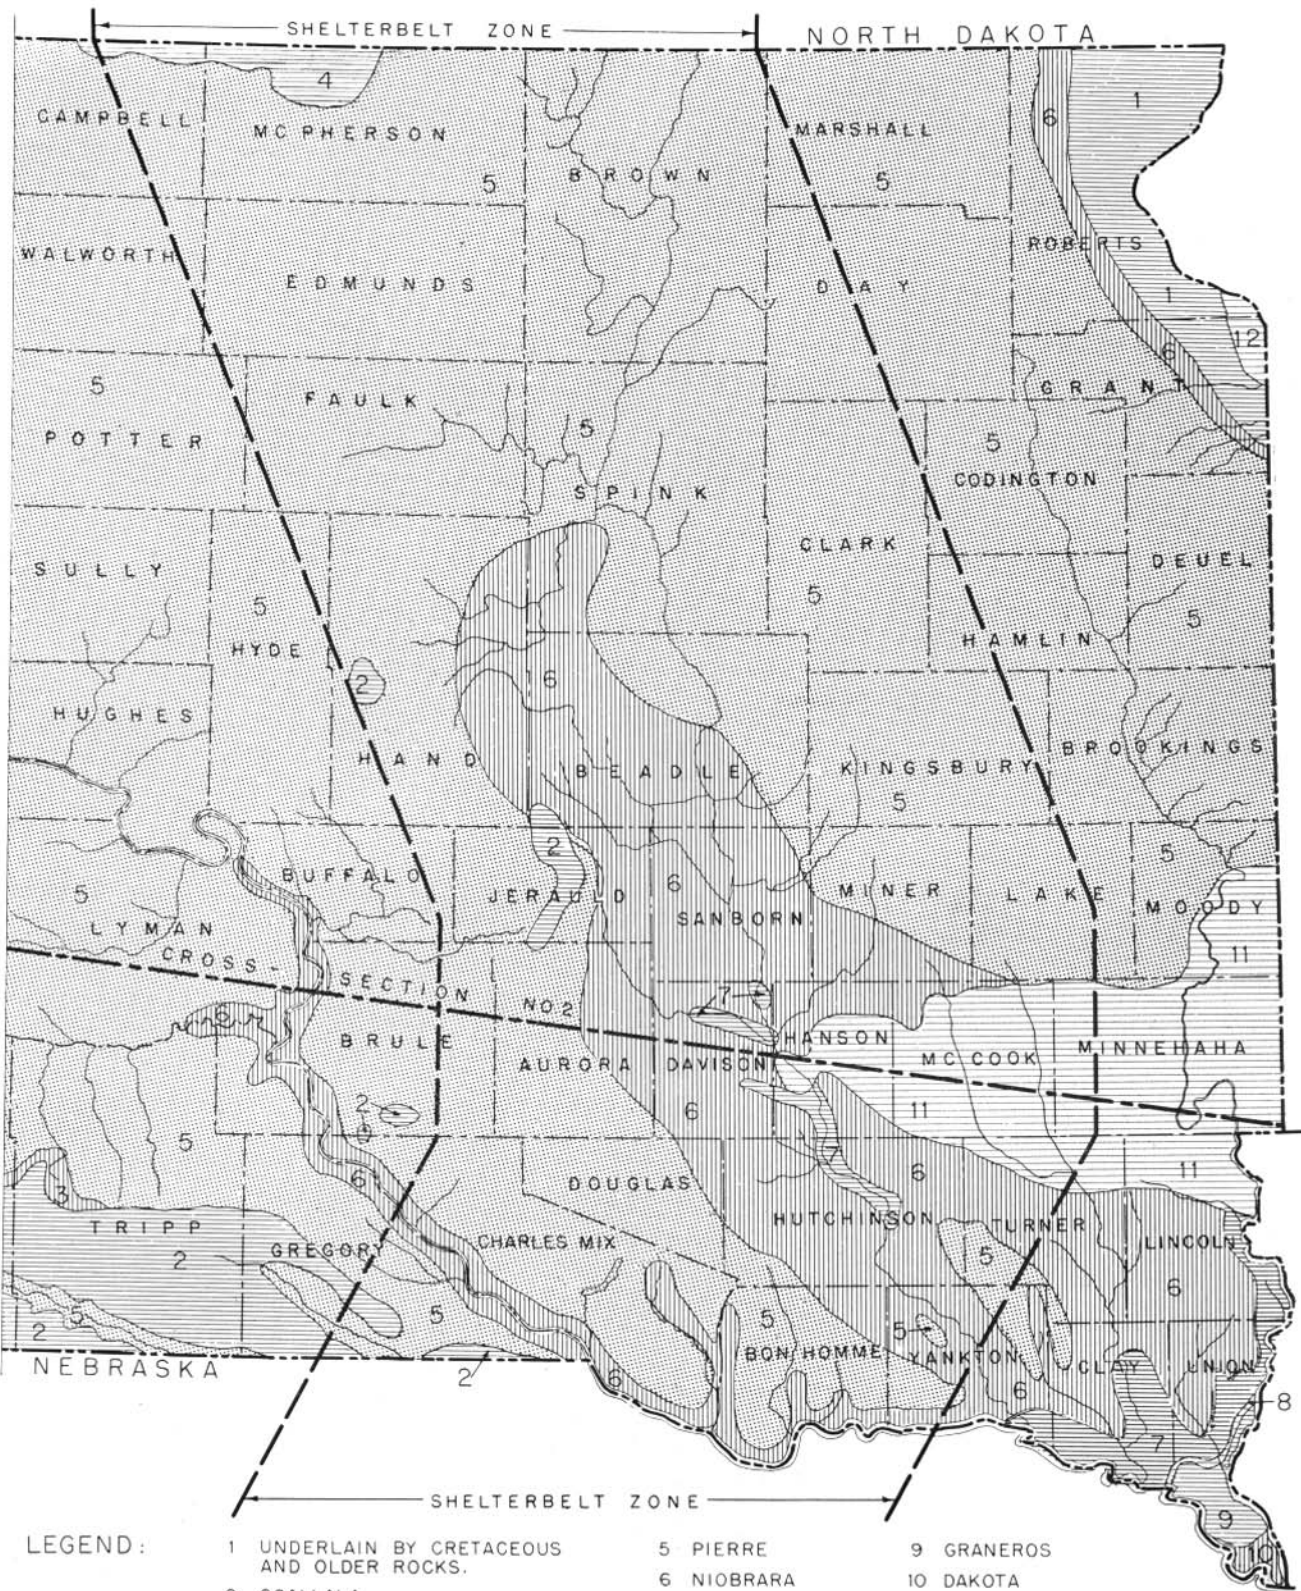 SHELTERBELT ZONE
NORTH DAKOTA
4
1
CAMPBELL
MC PHERSON
6
MARSHALL
5
BROWN
5
WALWORTH
ROBERTS
EDMUNDS
DAY
1
12
6
5
FAULK
GRANT
POTTER
5
5
SPINK
CODINGTON
CLARK
SULLY
DEUEL
5
5
5
HYDE
HAMLIN
2
6
HUGHES
HAND
BEADLE
KINGSBURY
BROOKINGS
5
2
5
BUFFALO
5
JERAULD
6
SANBORN
MINER
LAKE
MOODY
LYMAN
CROSS-
SECTION
NO 2
11
7
6
BRULE
HANSON
AURORA
DAVISON
MC COOK
MINNEHAHA
2
6
11
5
7
6
11
3
6
DOUGLAS
TRIPP
HUTCHINSON
TURNER
LINCOLN
GREGORY
CHARLES MIX
2
5
6
5
5
5
2
5
BON HOMME
YANKTON
CLAY
UNION
NEBRASKA
2
6
6
8
7
SHELTERBELT ZONE
9
10
LEGEND:
1 UNDERLAIN BY CRETACEOUS
AND OLDER ROCKS.
5 PIERRE
6 NIOBRARA
9 GRANEROS
10 DAKOTA